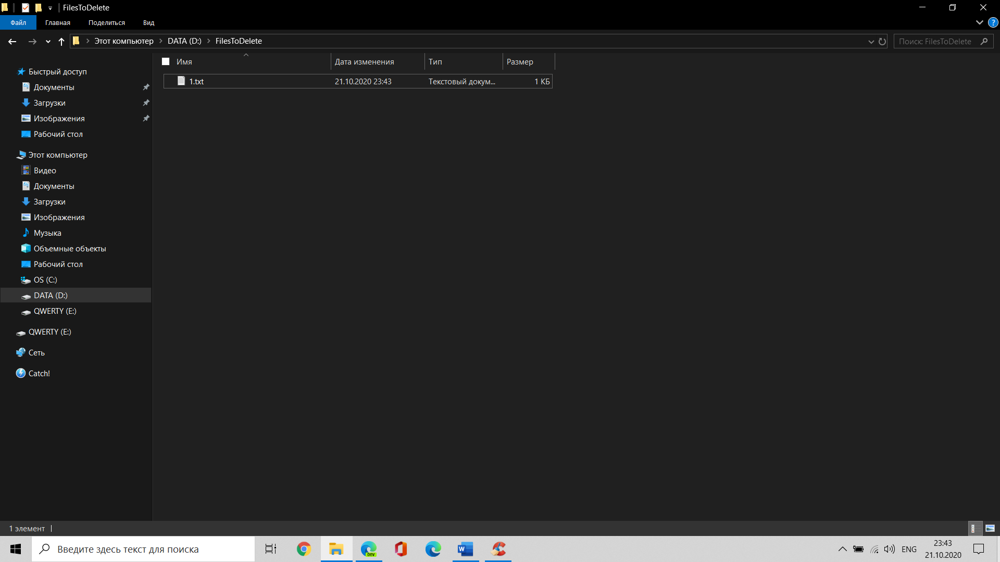 FilesToDelete
Файл Главная Поделиться Вид
Этот компьютер DATA (D:) FilesToDelete
Поиск: FilesToDelete
Имя Дата изменения Тип Размер
1.txt 21.10.2020 23:43 Текстовый докум... 1 КБ
Быстрый доступ
Документы
Загрузки
Изображения
Рабочий стол
Этот компьютер
Видео
Документы
Загрузки
Изображения
Музыка
Объемные объекты
Рабочий стол
OS (C:)
DATA (D:)
QWERTY (E:)
QWERTY (E:)
Сеть
Catch!
1 элемент
Введите здесь текст для поиска
DEV
W
ENG
23:43
21.10.2020